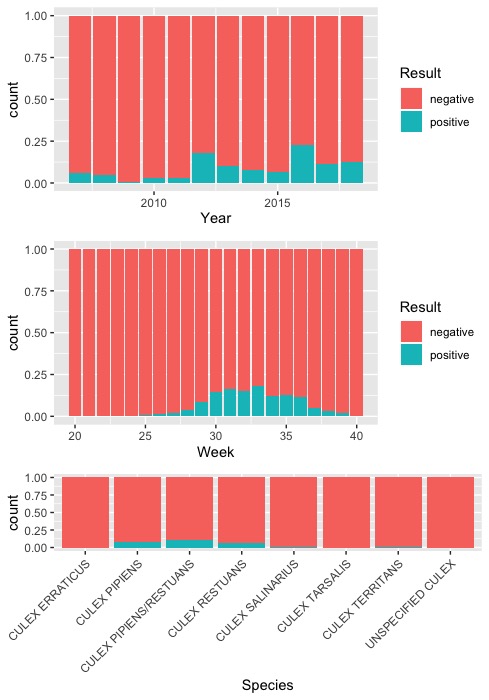 1.00
0.75
0.50
0.25
0.00
count
2010
2015
Year
Result
negative
positive
1.00
0.75
0.50
0.25
0.00
count
20
25
30
35
40
Week
Result
negative
positive
1.00
0.75
0.50
0.25
0.00
count
CULEX ERRATICUS
CULEX PIPIENS
CULEX PIPIENS/RESTUANS
CULEX RESTUANS
CULEX SALINARIUS
CULEX TARSALIS
CULEX TERRITANS
UNSPECIFIED CULEX
Species